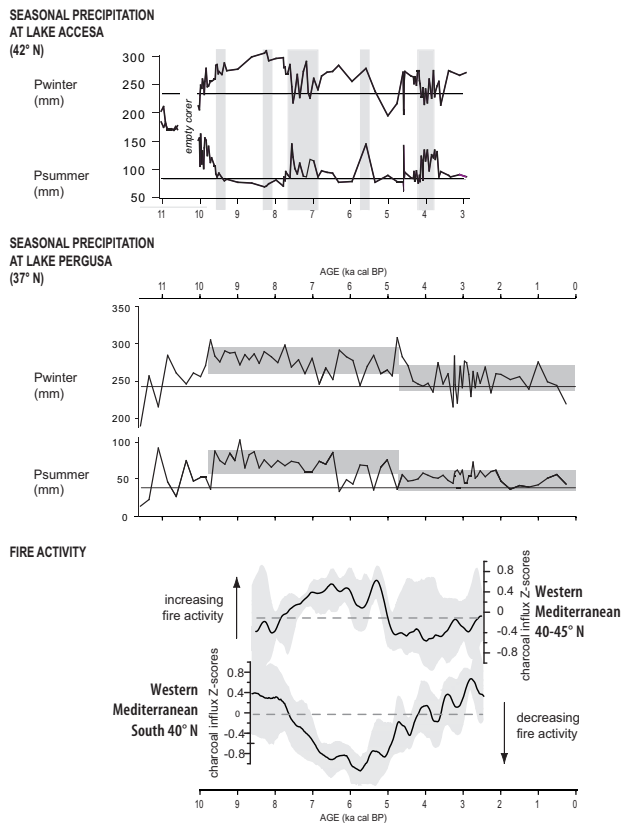 SEASONAL PRECIPITATION
AT LAKE ACCESA
(42° N)
Pwinter
(mm)
300
250
200
150
100
50
empty corer
Psummer
(mm)
11 10 9 8 7 6 5 4 3
SEASONAL PRECIPITATION
AT LAKE PERGUSA
(37° N)
AGE (ka cal BP)
11 10 9 8 7 6 5 4 3 2 1 0
350
300
250
200
Pwinter
(mm)
100
50
0
Psummer
(mm)
FIRE ACTIVITY
increasing
fire activity
0.8
0.4
0
-0.4
-0.8
charcoal influx Z-scores
Western
Mediterranean
40-45° N
Western
Mediterranean
South 40° N
charcoal influx Z-scores
0.8
0.4
0
-0.4
-0.8
decreasing
fire activity
10 9 8 7 6 5 4 3 2 1 0
AGE (ka cal BP)